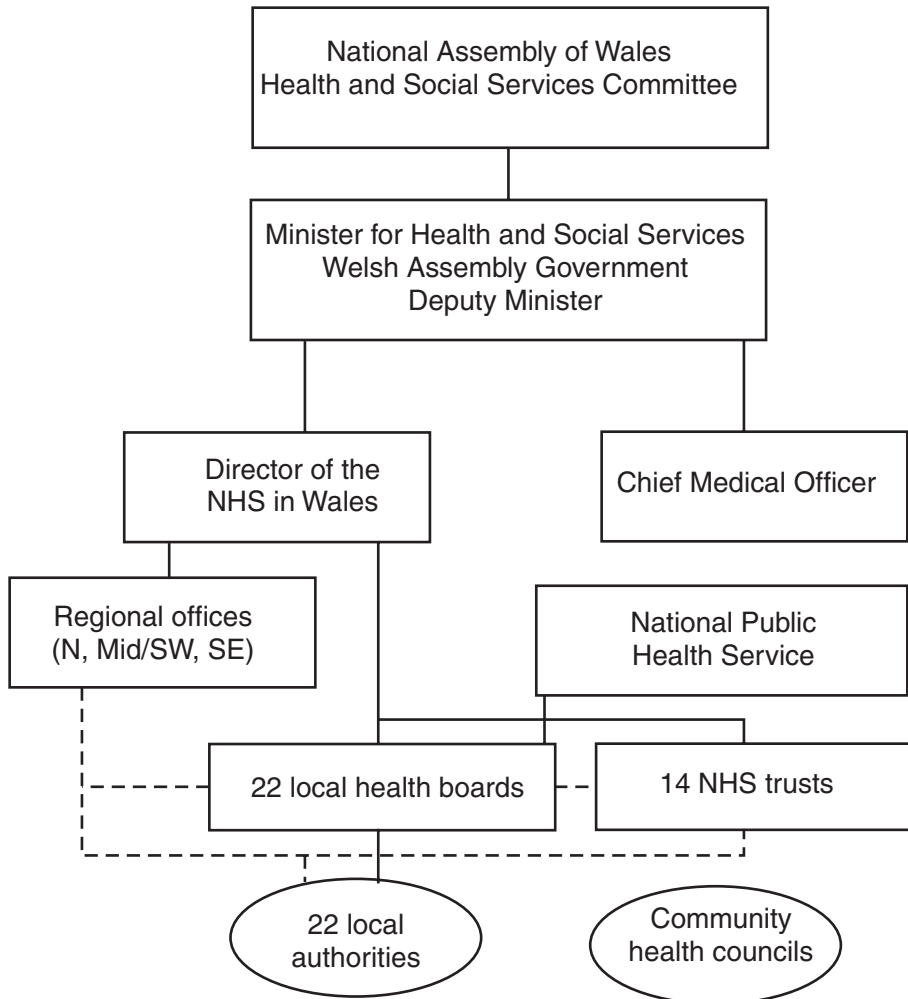 National Assembly of Wales
Health and Social Services Committee
Minister for Health and Social Services
Welsh Assembly Government
Deputy Minister
Director of the
NHS in Wales
Chief Medical Officer
Regional offices
(N, Mid/SW, SE)
National Public
Health Service
22 local health boards
14 NHS trusts
22 local
authorities
Community
health councils